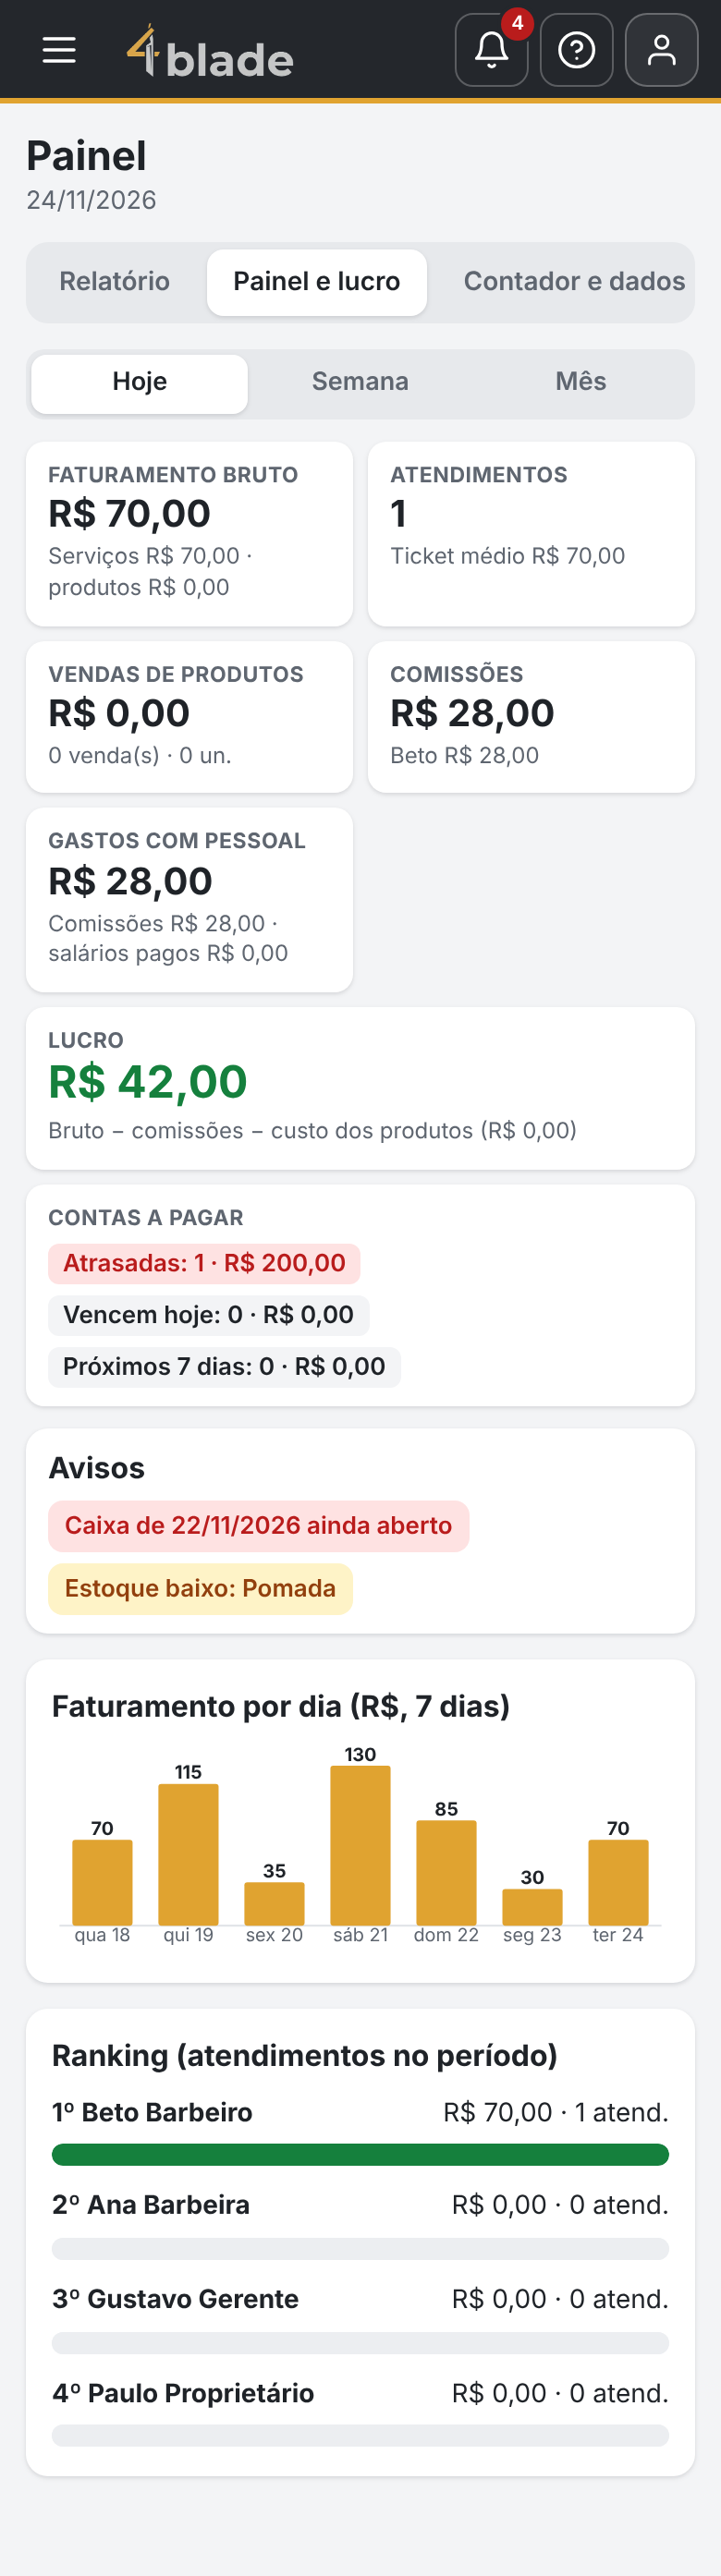 4blade
4
Painel
24/11/2026
Relatório
Painel e lucro
Contador e dados
Hoje
Semana
Mês
FATURAMENTO BRUTO
R$ 70,00
Serviços R$ 70,00 ·
produtos R$ 0,00
ATENDIMENTOS
1
Ticket médio R$ 70,00
VENDAS DE PRODUTOS
R$ 0,00
0 venda(s) · 0 un.
COMISSÕES
R$ 28,00
Beto R$ 28,00
GASTOS COM PESSOAL
R$ 28,00
Comissões R$ 28,00 ·
salários pagos R$ 0,00
LUCRO
R$ 42,00
Bruto – comissões – custo dos produtos (R$ 0,00)
CONTAS A PAGAR
Atrasadas: 1 · R$ 200,00
Vencem hoje: 0 · R$ 0,00
Próximos 7 dias: 0 · R$ 0,00
Avisos
Caixa de 22/11/2026 ainda aberto
Estoque baixo: Pomada
Faturamento por dia (R$, 7 dias)
70
115
35
130
85
30
70
qua 18
qui 19
sex 20
sáb 21
dom 22
seg 23
ter 24
Ranking (atendimentos no período)
1º Beto Barbeiro R$ 70,00 · 1 atend.
2º Ana Barbeira R$ 0,00 · 0 atend.
3º Gustavo Gerente R$ 0,00 · 0 atend.
4º Paulo Proprietário R$ 0,00 · 0 atend.